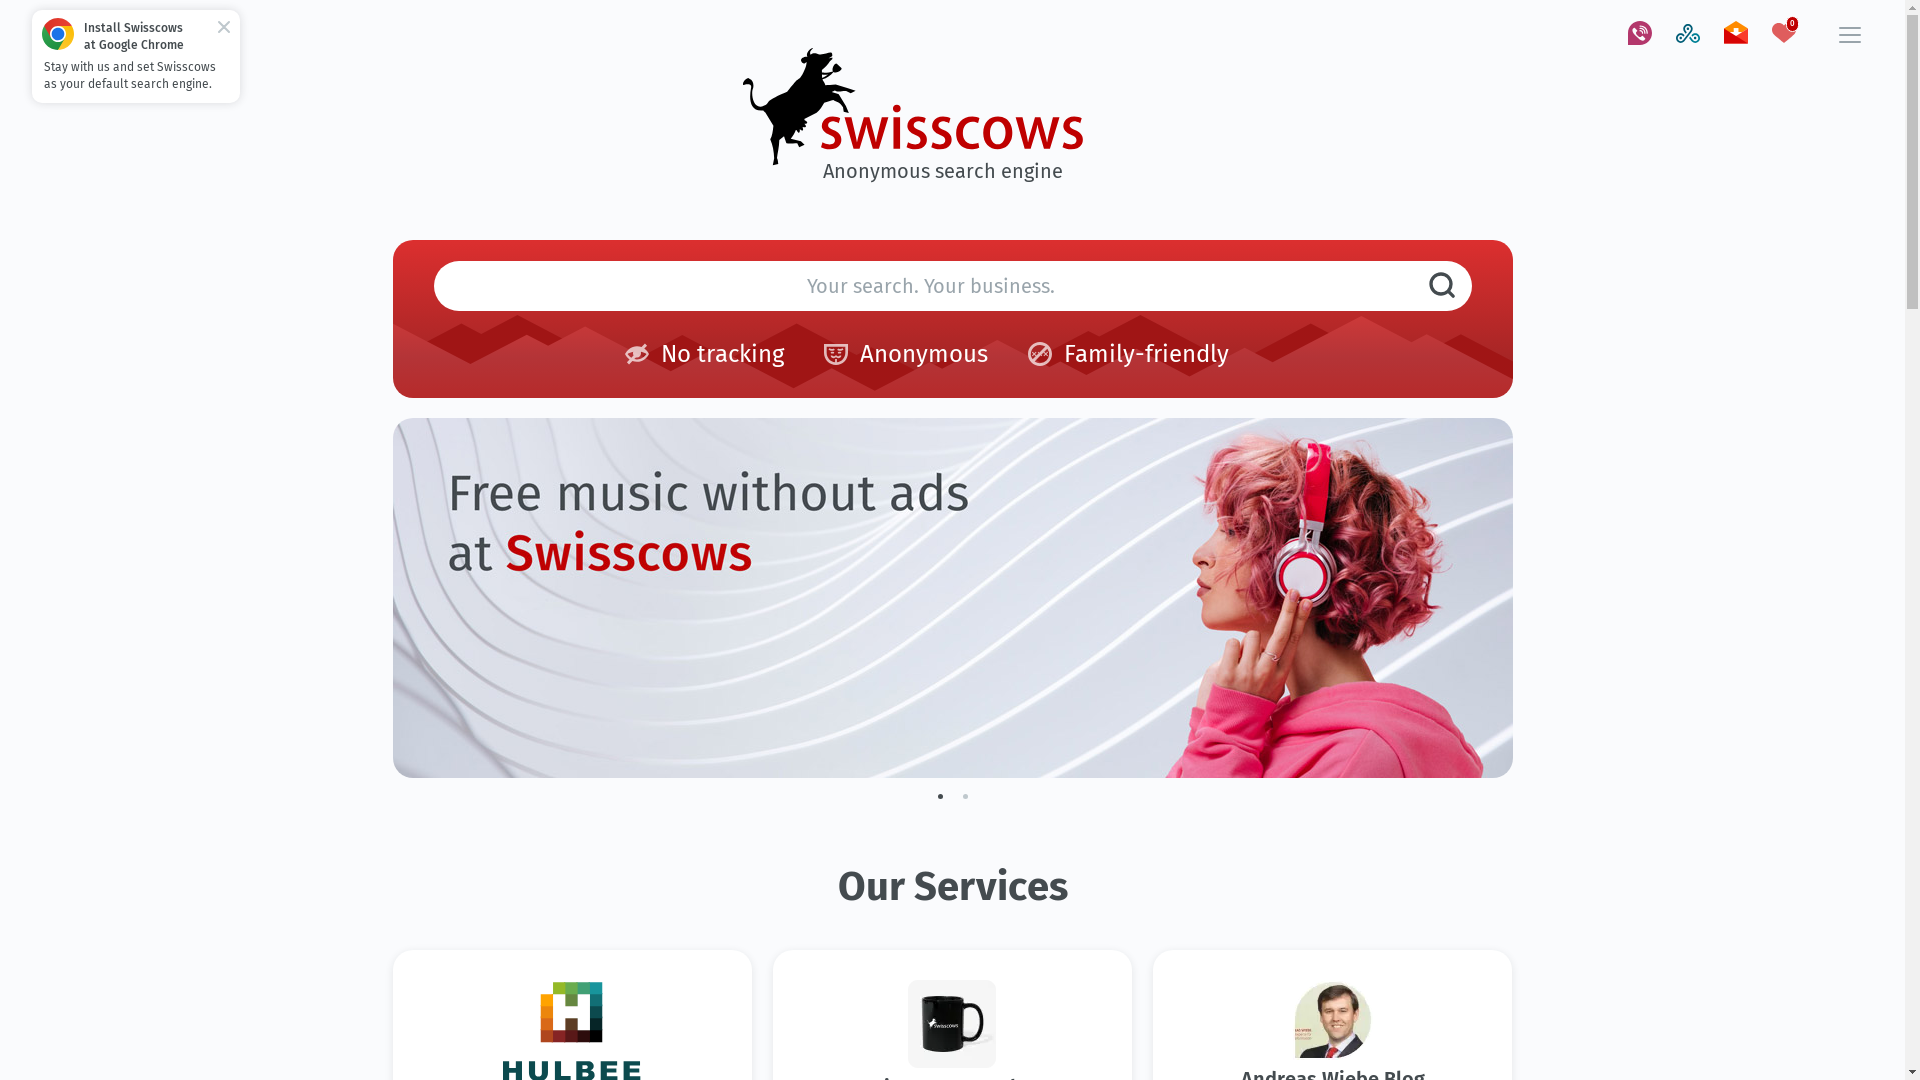 Install Swisscows
at Google Chrome
Stay with us and set Swisscows
as your default search engine.
0
swisscows
Anonymous search engine
Your search. Your business.
No tracking
Anonymous
Family-friendly
Free music without ads
at Swisscows
Our Services
HULBEE
swisscows
Andreas Wiebe Blog